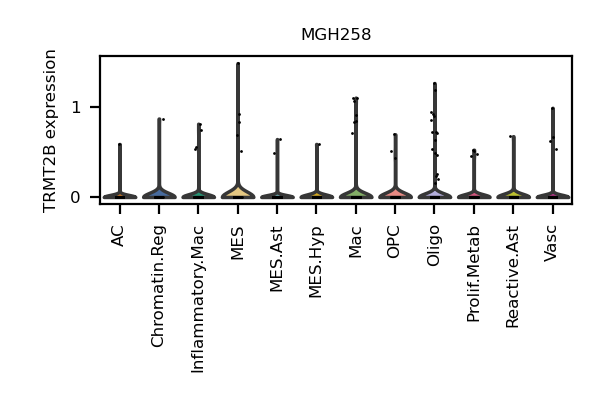 MGH258
TRMT2B expression
1
0
AC
Chromatin.Reg
Inflammatory.Mac
MES
MES.Ast
MES.Hyp
Mac
OPC
Oligo
Prolif.Metab
Reactive.Ast
Vasc